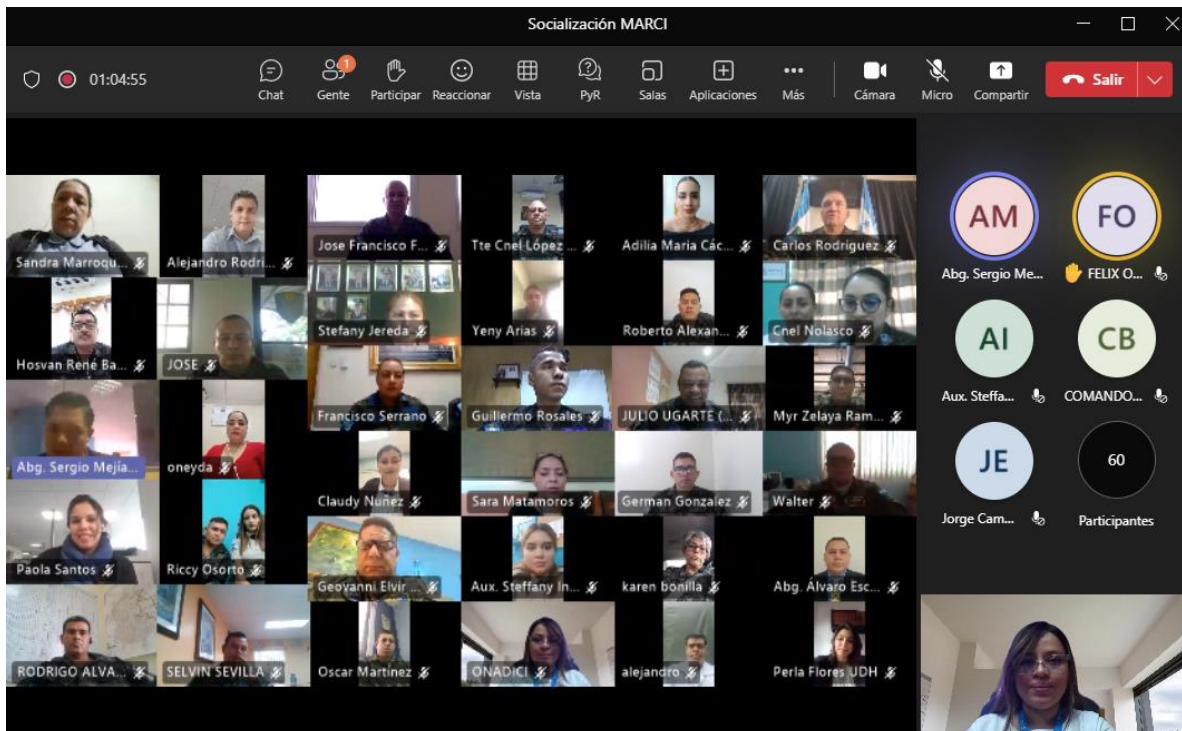 Socialización MARCI
01:04:55
Chat
Gente
1
Participar
Reaccionar
Vista
PyR
Salas
Aplicaciones
Más
Cámara
Micro
Compartir
Salir
Sandra Marroqu...
Alejandro Rodri...
Jose Francisco F...
Tte Cnel López ...
Adilia Maria Các...
Carlos Rodriguez
Hosvan René Ba...
JOSE
Stefany Jereda
Yeny Arias
Roberto Alexan...
Cnel Nolasco
Francisco Serrano
Guillermo Rosales
JULIO UGARTE (...
Myr Zelaya Ram...
Abg. Sergio Mejía...
oneyda
Claudy Nuñez
Sara Matamoros
German Gonzalez
Walter
Paola Santos
Riccy Osorto
Geovanni Elvir ...
Aux. Steffany In...
karen bonilla
Abg. Álvaro Esc...
RODRIGO ALVA...
SELVIN SEVILLA
Oscar Martínez
ONADICI
alejandro
Perla Flores UDH
AM
FO
Abg. Sergio Me...
FELIX O...
AI
CB
Aux. Steffa...
COMANDO...
JE
60
Jorge Cam...
Participantes